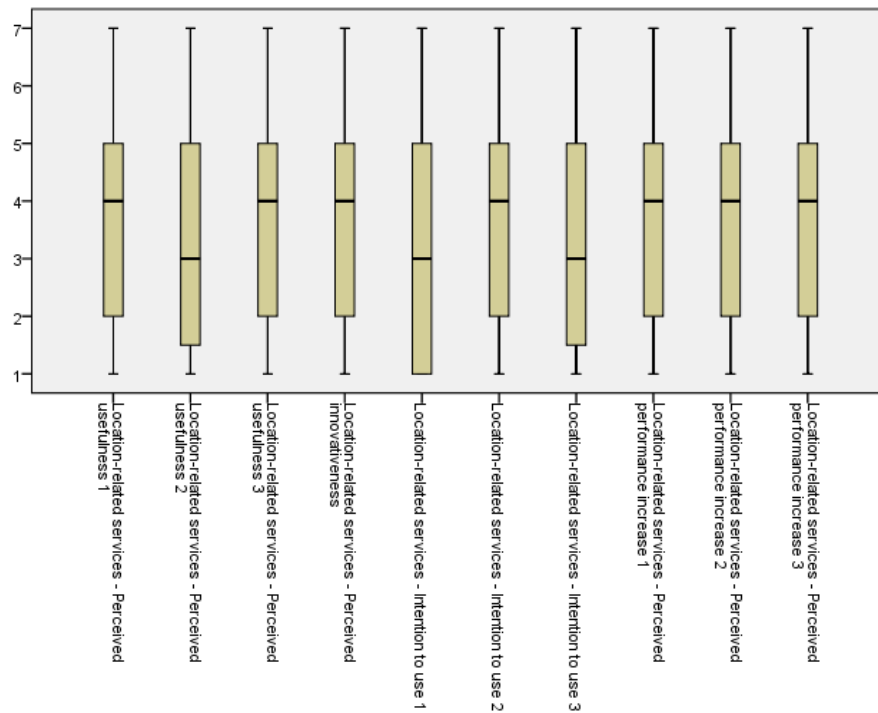 7
6
5
4
3
2
1
Location-related services - Perceived
usefulness 1
Location-related services - Perceived
usefulness 2
Location-related services - Perceived
usefulness 3
Location-related services - Perceived
innovativeness
Location-related services - Intention to use 1
Location-related services - Intention to use 2
Location-related services - Intention to use 3
Location-related services - Perceived
performance increase 1
Location-related services - Perceived
performance increase 2
Location-related services - Perceived
performance increase 3